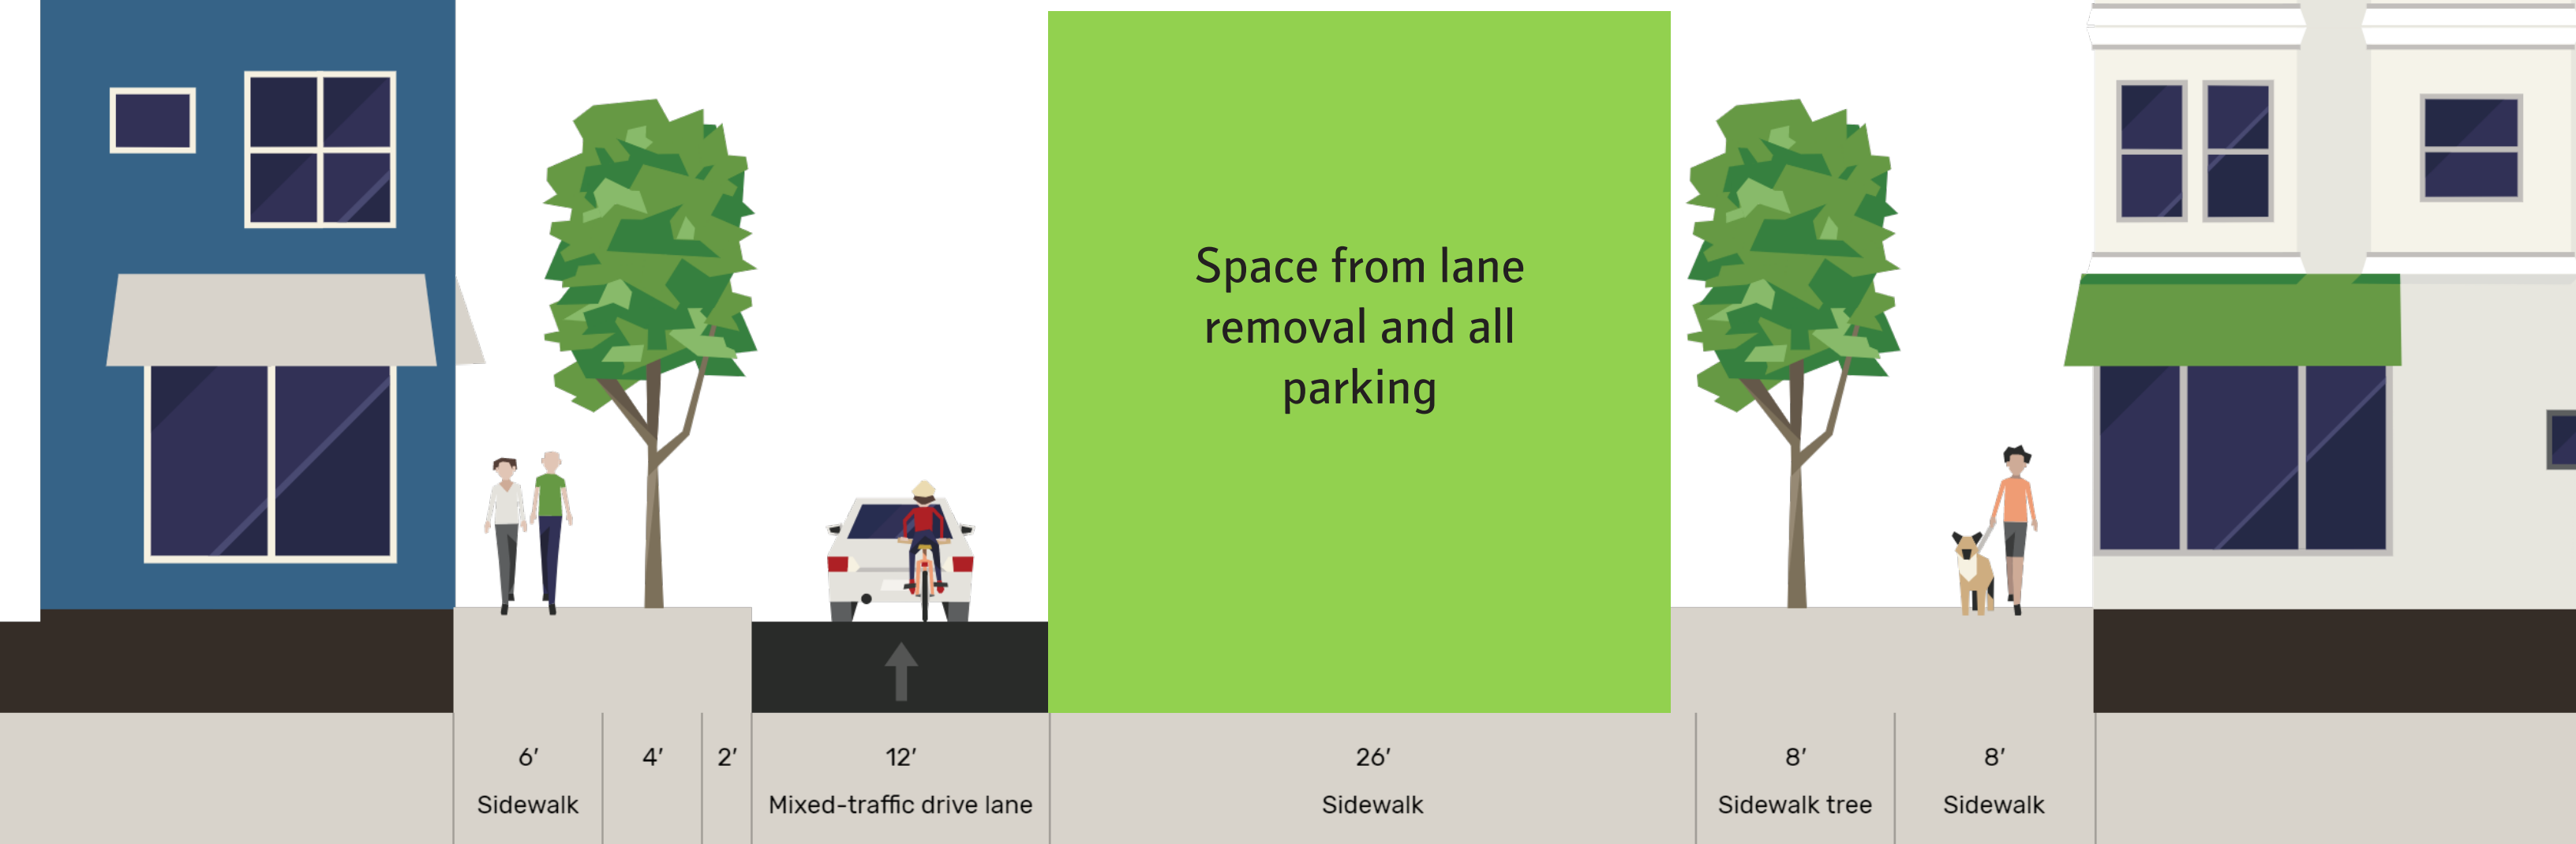 Space from lane
removal and all
parking
6′
4′
2′
12′
26′
8′
8′
Sidewalk
Mixed-traffic drive lane
Sidewalk
Sidewalk tree
Sidewalk